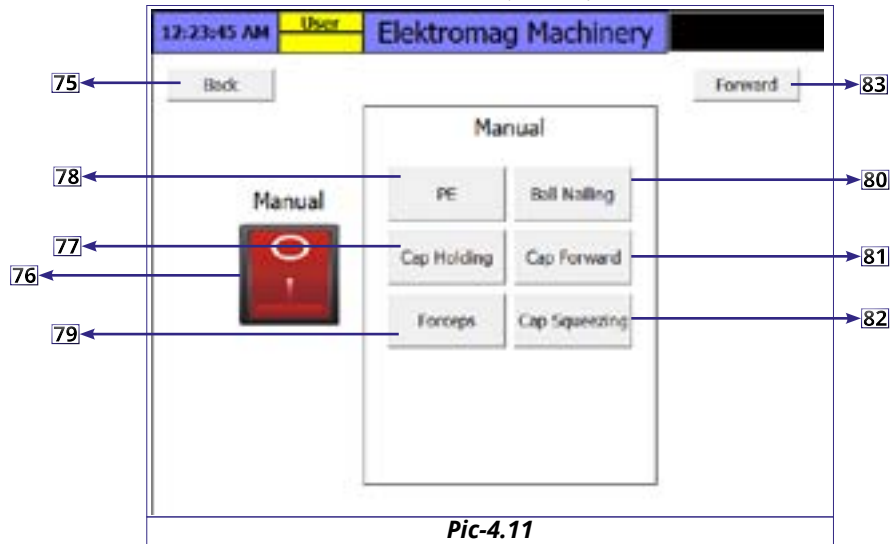 12:23:45 AM User Elektromag Machinery
75 Back Forward 83
Manual
78 PE Ball Nailing 80
Manual
77 Cap Holding Cap Forward 81
76
79 Forceps Cap Squeezing 82
Pic-4.11